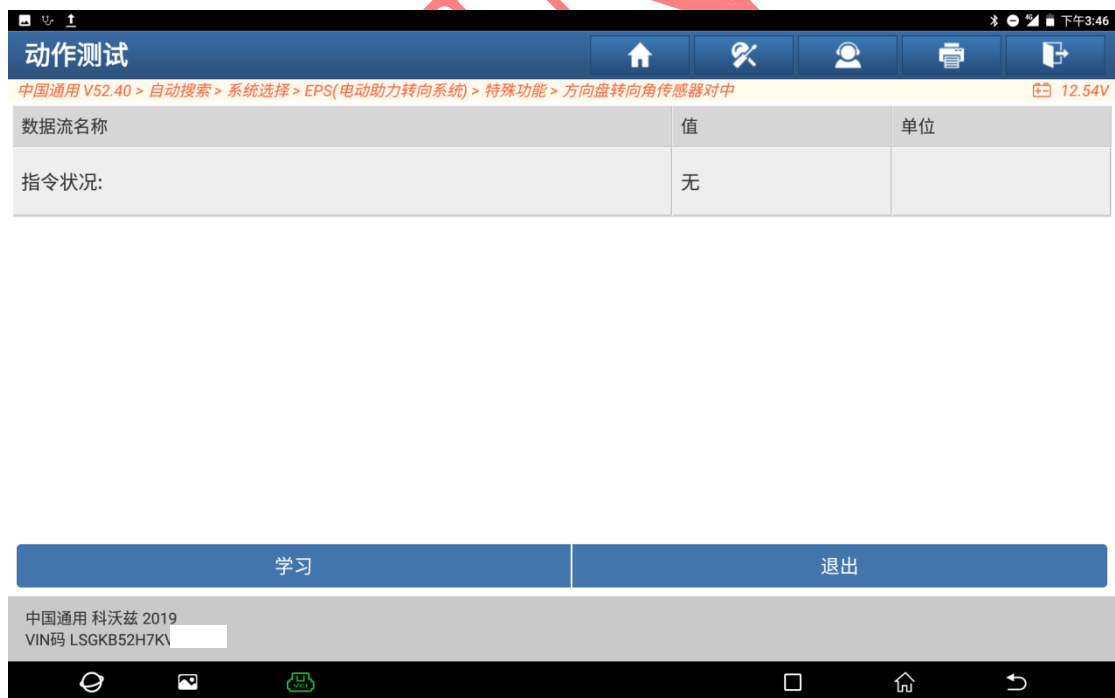 下午3:46
动作测试
中国通用 V52.40 > 自动搜索 > 系统选择 > EPS(电动助力转向系统) > 特殊功能 > 方向盘转向角传感器对中 12.54V
数据流名称 值 单位
指令状况: 无
学习 退出
中国通用 科沃兹 2019
VIN码 LSGKB52H7K
VCI